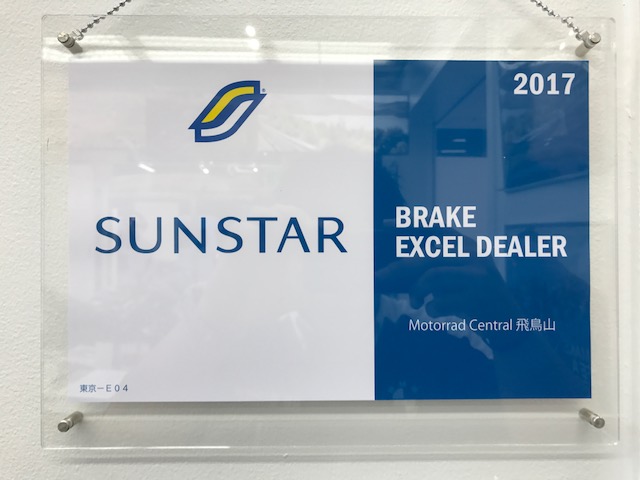 SUNSTAR
東京－E04
2017
BRAKE
EXCEL DEALER
Motorrad Central 飛鳥山